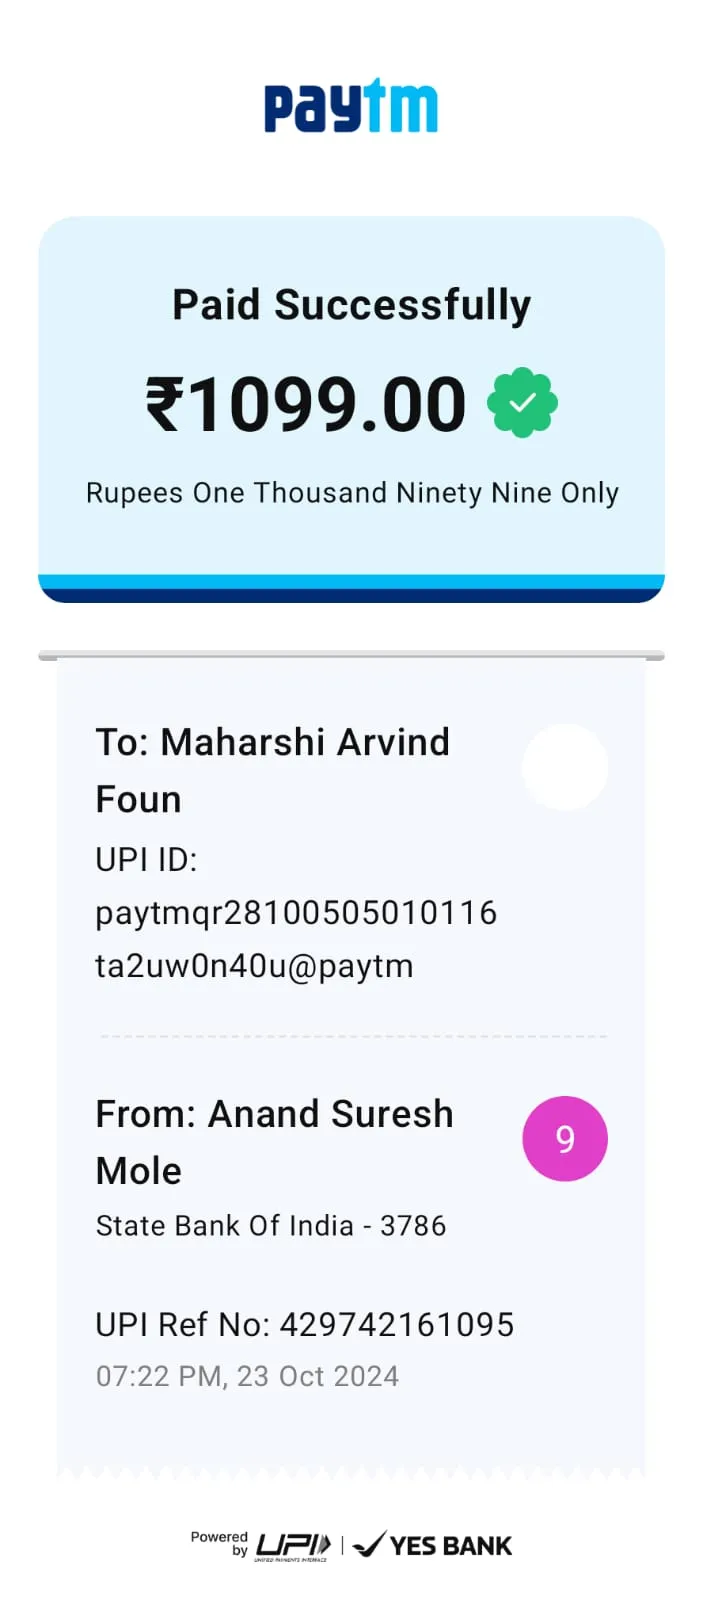 paytm
Paid Successfully
₹1099.00
Rupees One Thousand Ninety Nine Only
To: Maharshi Arvind
Foun
UPI ID:
paytmqr28100505010116
ta2uw0n40u@paytm
From: Anand Suresh
Mole
9
State Bank Of India - 3786
UPI Ref No: 429742161095
07:22 PM, 23 Oct 2024
Powered
by
UPI
UNIFIED PAYMENTS INTERFACE
YES BANK